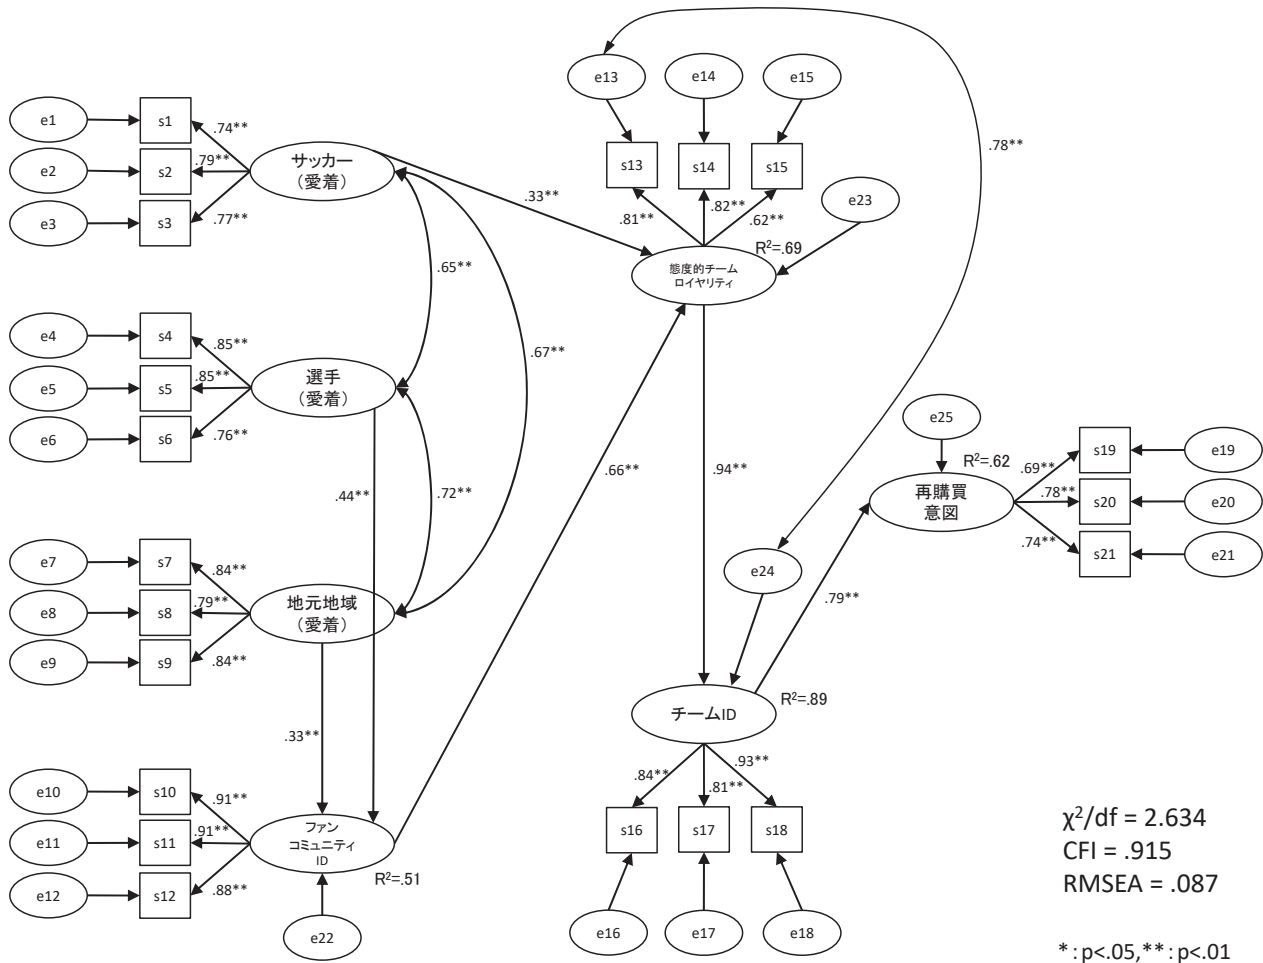 e1
s1
.74**
e2
s2
.79**
e3
s3
.77**
サッカー
(愛着)
e4
s4
.85**
e5
s5
.85**
e6
s6
.76**
選手
(愛着)
e7
s7
.84**
e8
s8
.79**
e9
s9
.84**
地元地域
(愛着)
e10
s10
.91**
e11
s11
.91**
e12
s12
.88**
ファン
コミュニティ
ID
R²=.51
e22
.65**
.67**
.72**
.44**
.33**
.33**
.66**
e13
e14
e15
s13
s14
s15
.81**
.82**
.62**
e23
R²=.69
態度的チーム
ロイヤリティ
.78**
.94**
e24
チームID
R²=.89
.84**
.81**
.93**
s16
s17
s18
e16
e17
e18
.79**
e25
R²=.62
再購買
意図
.69**
.78**
.74**
s19
e19
s20
e20
s21
e21
χ²/df = 2.634
CFI = .915
RMSEA = .087
*:p<.05,**:p<.01